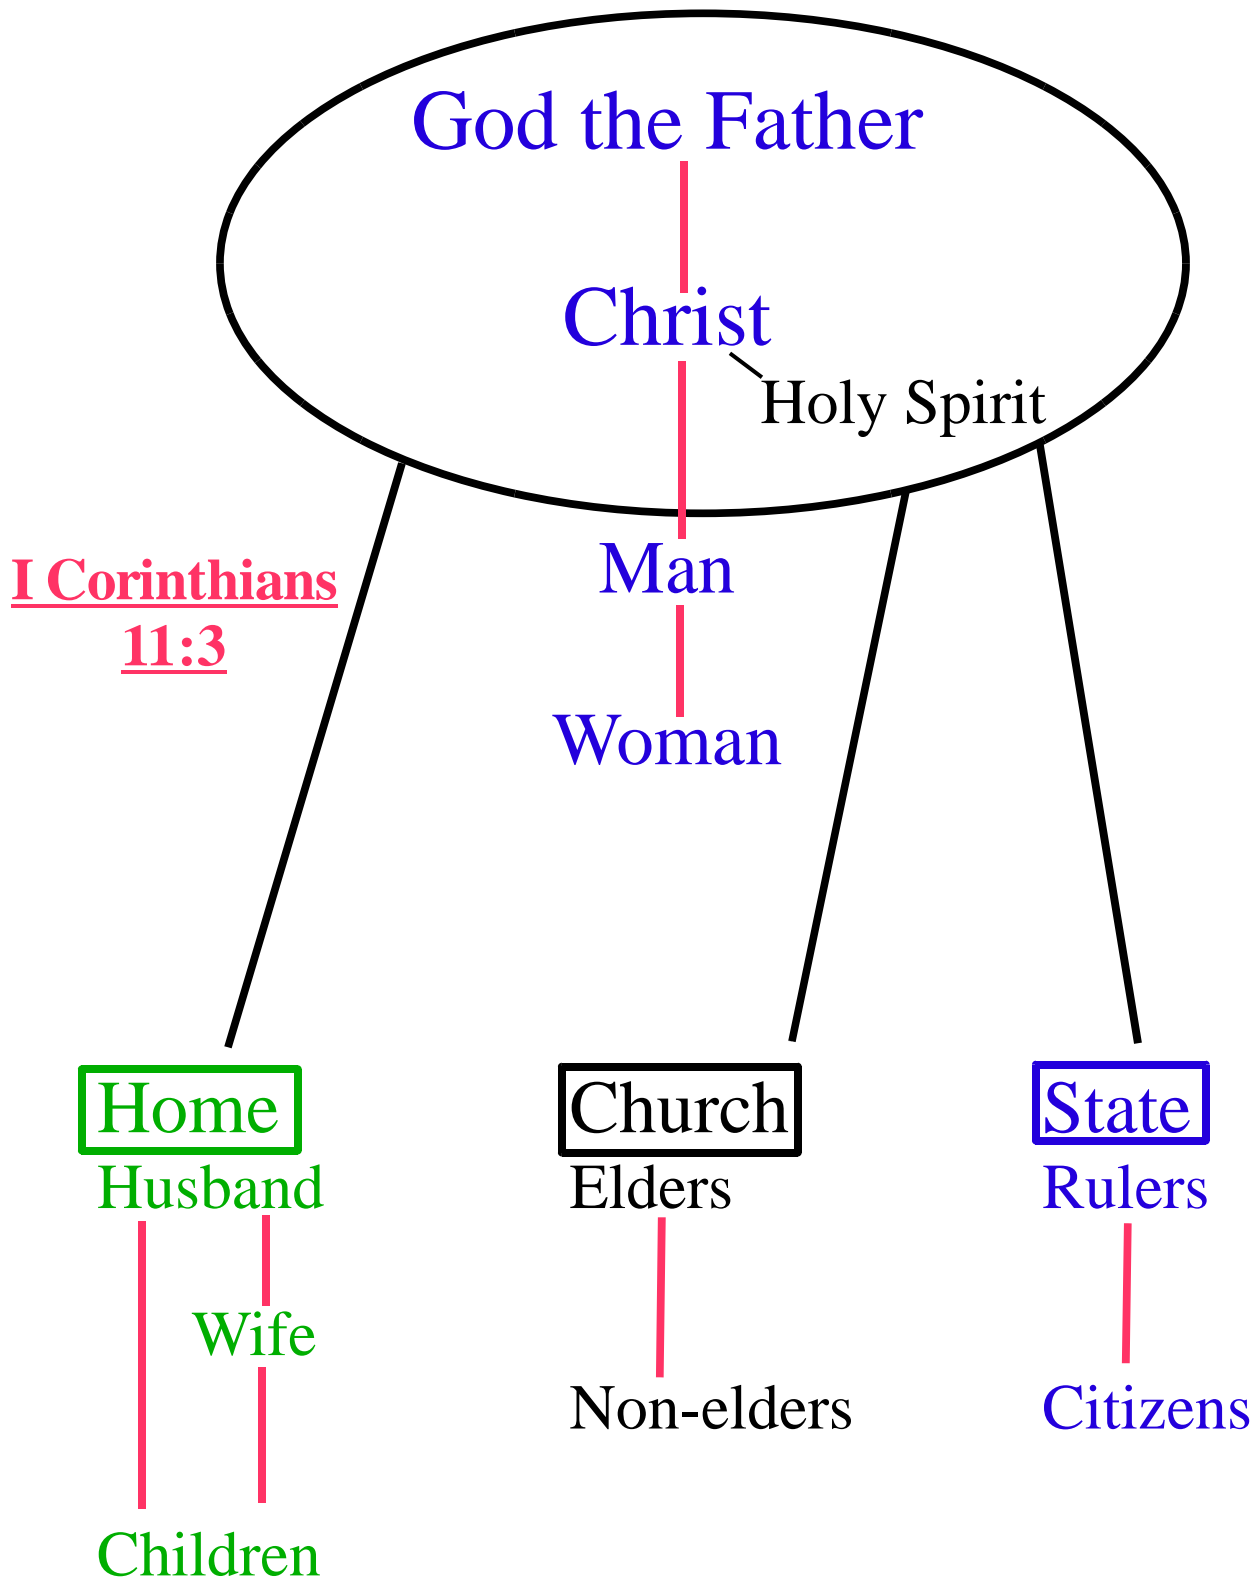 God the Father
Christ
Holy Spirit
I Corinthians
11:3
Man
Woman
Home
Husband
Wife
Children
Church
Elders
Non-elders
State
Rulers
Citizens